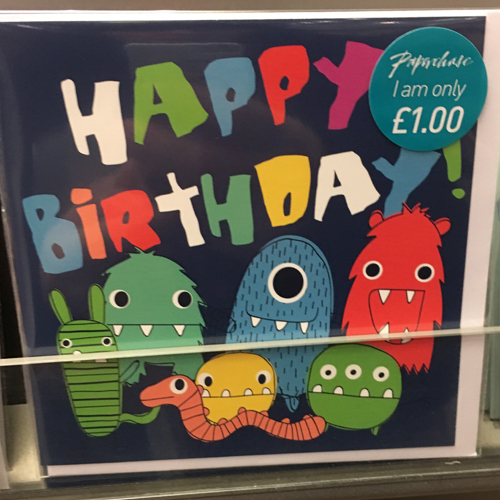 HAPPY
BiRTHDAY!
Paperchase
I am only
£1.00